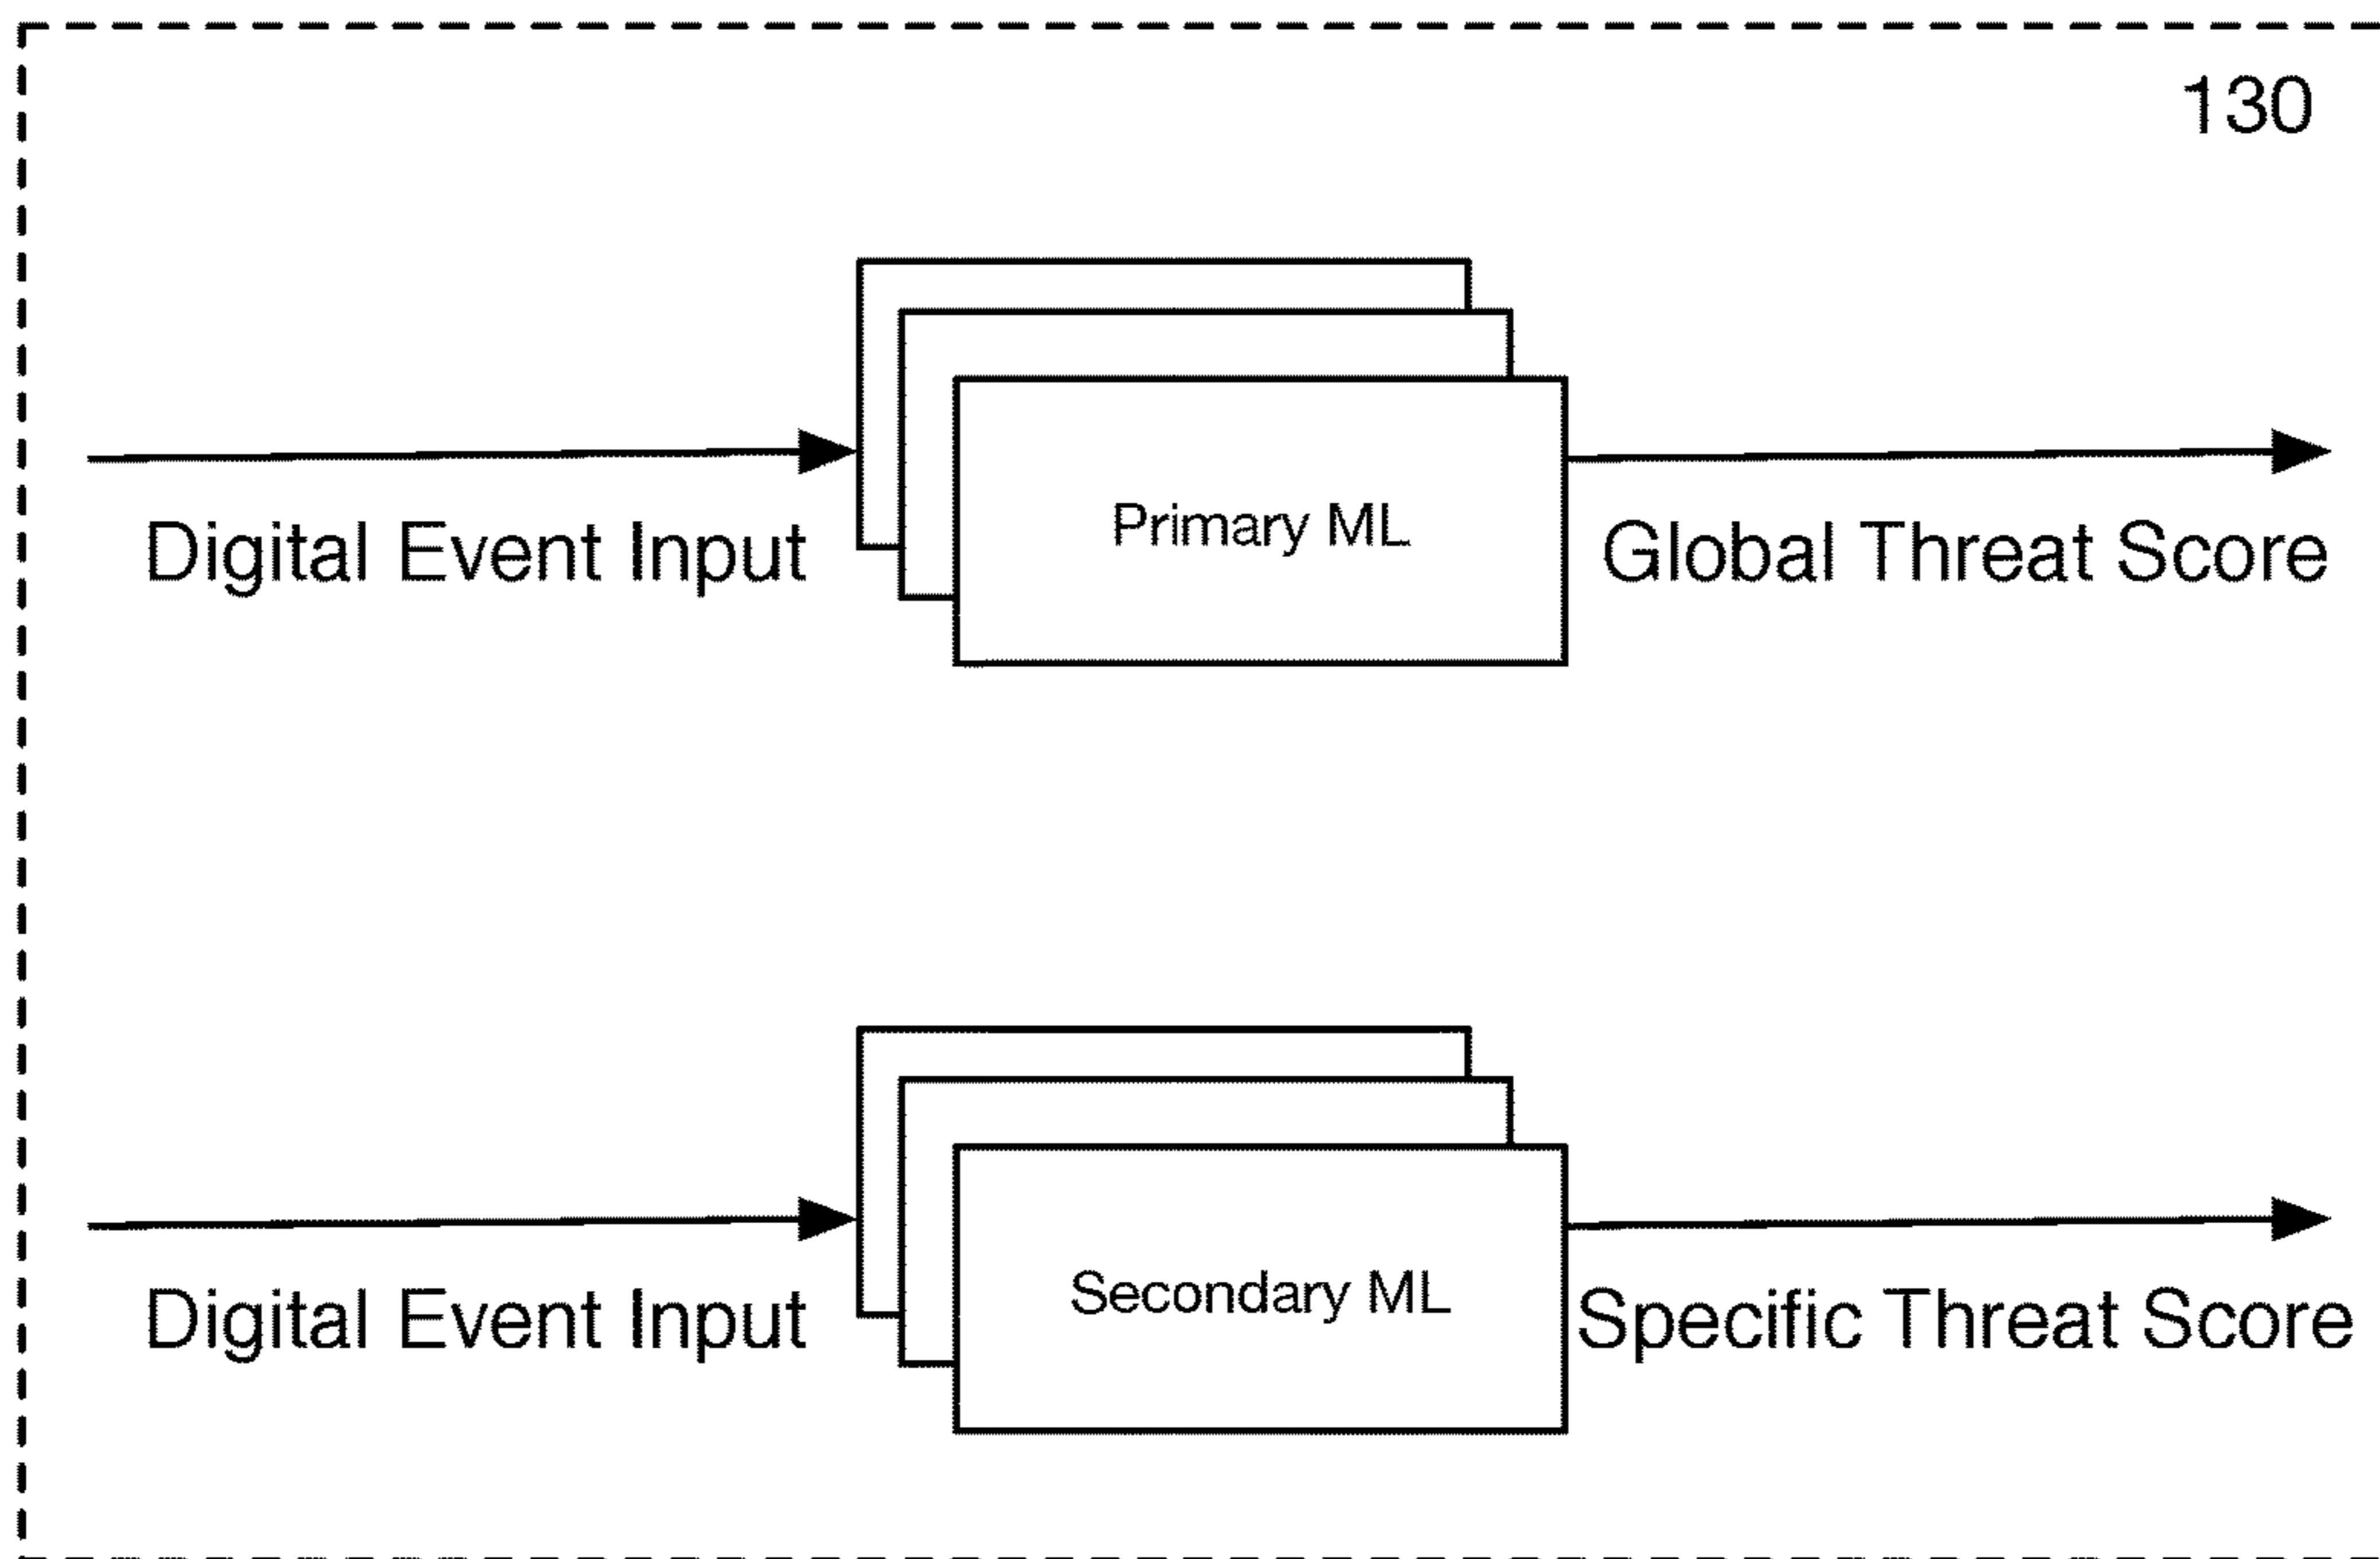 130
Primary ML
Digital Event Input
Global Threat Score
Secondary ML
Digital Event Input
Specific Threat Score